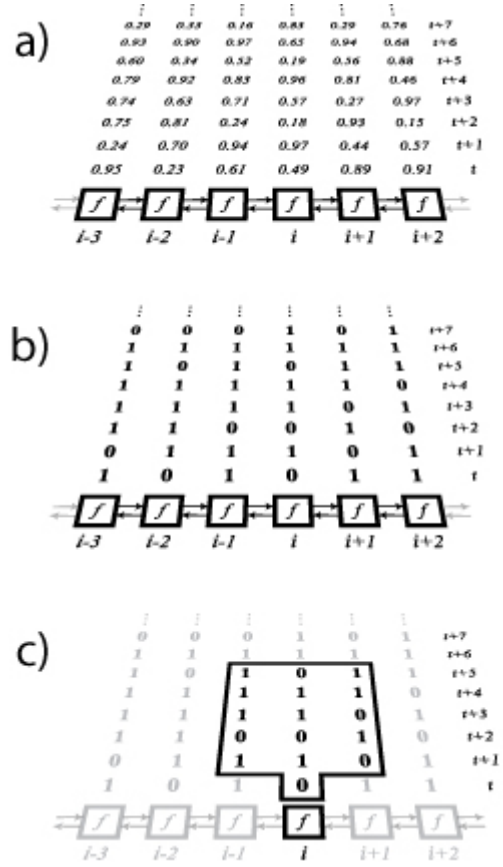 a)
0.29 0.33 0.16 0.83 0.29 0.76 t+7
0.93 0.90 0.97 0.65 0.94 0.68 t+6
0.60 0.34 0.52 0.19 0.56 0.88 t+5
0.79 0.92 0.83 0.96 0.81 0.46 t+4
0.74 0.63 0.71 0.57 0.27 0.97 t+3
0.75 0.81 0.24 0.18 0.93 0.15 t+2
0.24 0.70 0.94 0.97 0.44 0.57 t+1
0.95 0.23 0.61 0.49 0.89 0.91 t
f f f f f f
i-3 i-2 i-1 i i+1 i+2
b)
0 0 0 1 0 1 t+7
1 1 1 1 1 1 t+6
1 0 1 0 1 1 t+5
1 1 1 1 1 0 t+4
1 1 1 1 0 1 t+3
1 1 0 0 1 0 t+2
0 1 1 1 0 1 t+1
1 0 1 0 1 1 t
f f f f f f
i-3 i-2 i-1 i i+1 i+2
c)
0 0 0 1 0 1 t+7
1 1 1 1 1 1 t+6
1 0 1 0 1 1 t+5
1 1 1 1 1 0 t+4
1 1 1 1 0 1 t+3
1 1 0 0 1 0 t+2
0 1 1 1 0 1 t+1
1 0 1 0 1 1 t
f f f f f f
i-3 i-2 i-1 i i+1 i+2